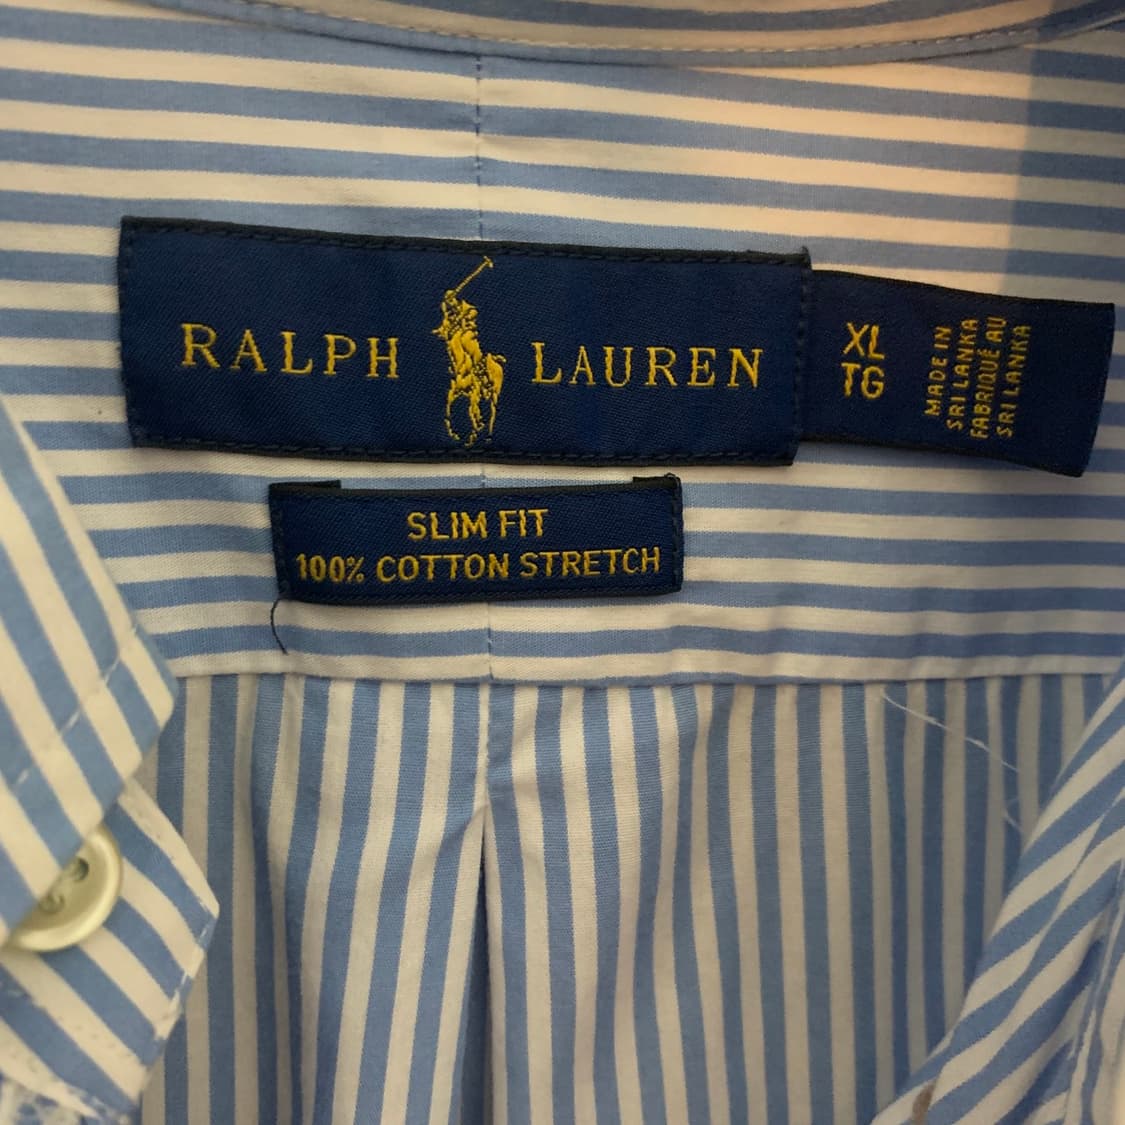 RALPH LAUREN
XL
TG
MADE IN
SRI LANKA
FABRIQUÉ AU
SRI LANKA
SLIM FIT
100% COTTON STRETCH